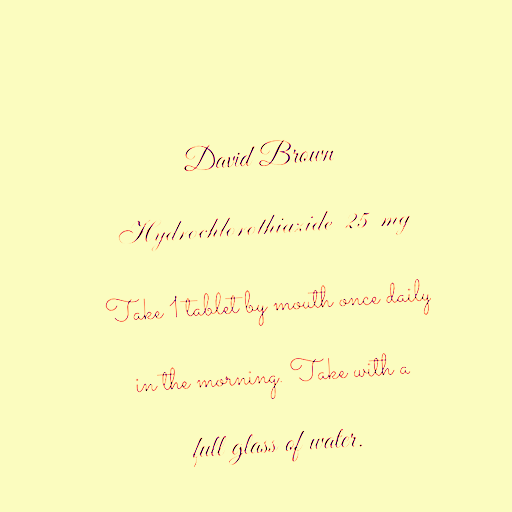 David Brown
Hydrochlorothiazide 25 mg
Take 1 tablet by mouth once daily
in the morning. Take with a
full glass of water.